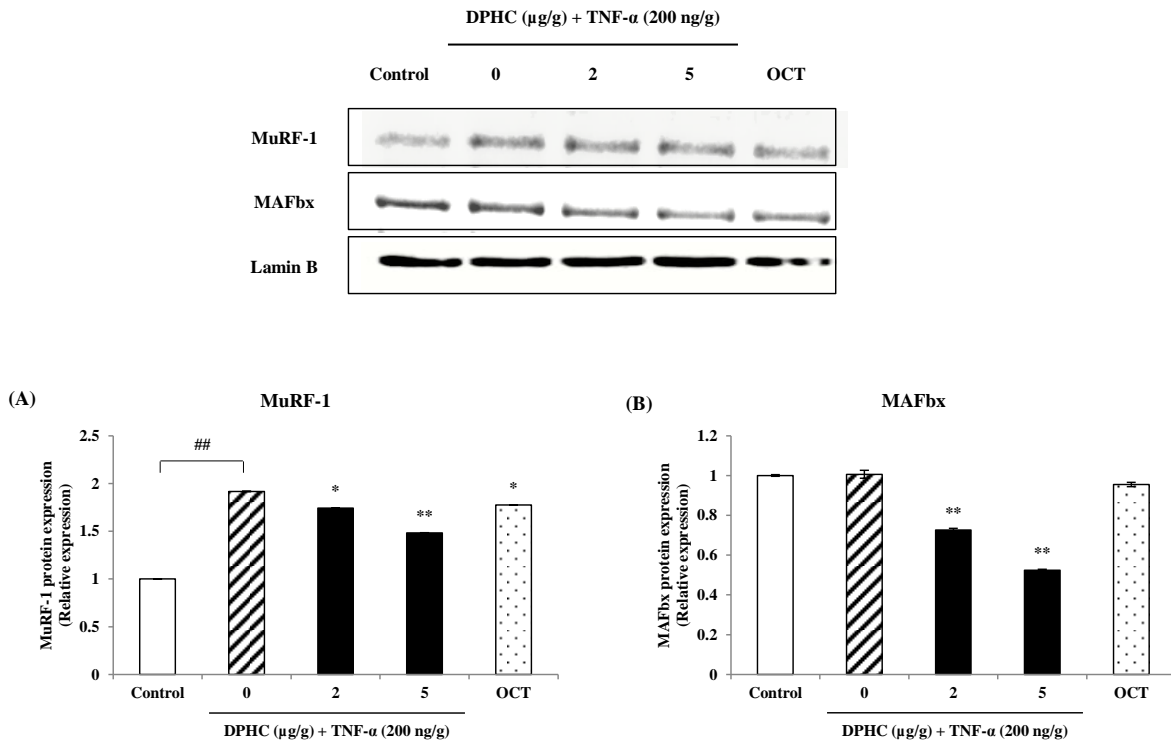 DPHC (µg/g) + TNF-α (200 ng/g)
Control 0 2 5 OCT
MuRF-1
MAFbx
Lamin B
(A) MuRF-1
MuRF-1 protein expression
(Relative expression)
2.5
2
1.5
1
0.5
0
##
*
**
*
Control 0 2 5 OCT
DPHC (µg/g) + TNF-α (200 ng/g)
(B) MAFbx
MAFbx protein expression
(Relative expression)
1.2
1
0.8
0.6
0.4
0.2
0
**
**
Control 0 2 5 OCT
DPHC (µg/g) + TNF-α (200 ng/g)